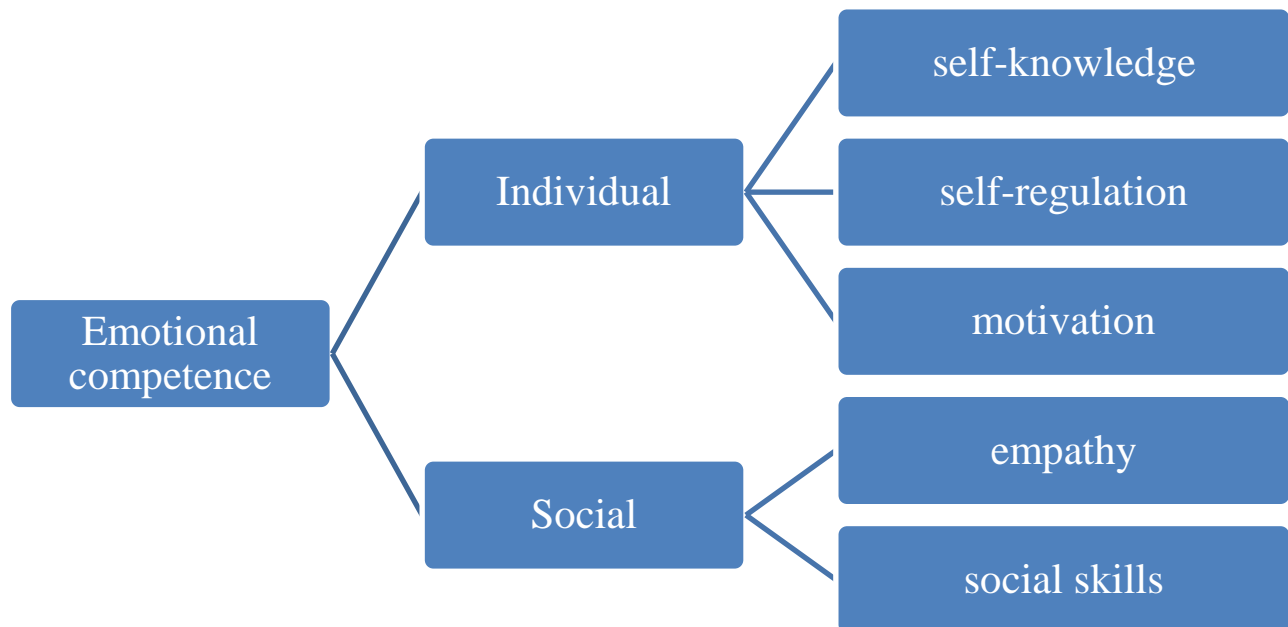 Emotional
competence
Individual
self-knowledge
self-regulation
motivation
Social
empathy
social skills